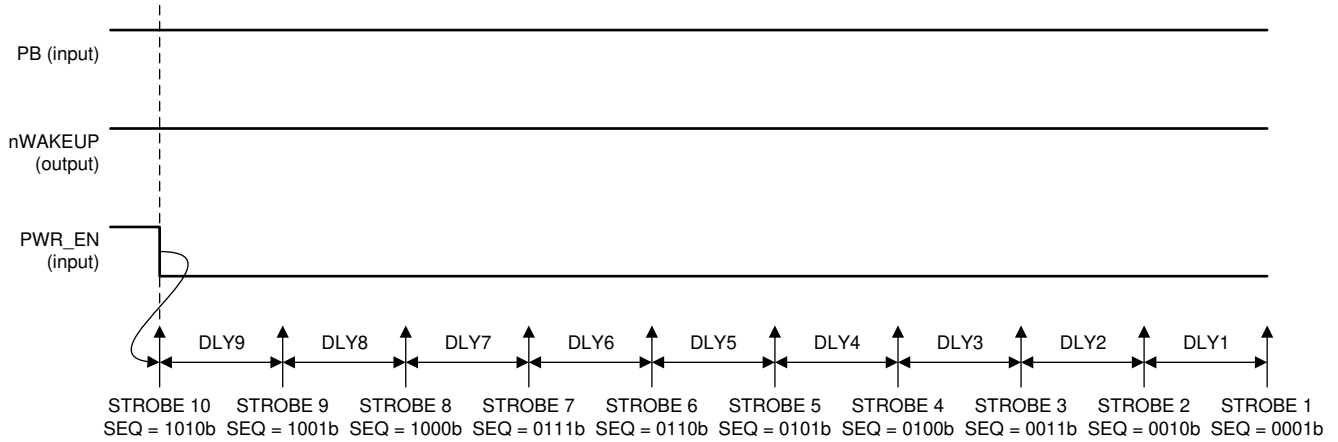 PB (input)
nWAKEUP
(output)
PWR_EN
(input)
DLY9 DLY8 DLY7 DLY6 DLY5 DLY4 DLY3 DLY2 DLY1
STROBE 10 STROBE 9 STROBE 8 STROBE 7 STROBE 6 STROBE 5 STROBE 4 STROBE 3 STROBE 2 STROBE 1
SEQ = 1010b SEQ = 1001b SEQ = 1000b SEQ = 0111b SEQ = 0110b SEQ = 0101b SEQ = 0100b SEQ = 0011b SEQ = 0010b SEQ = 0001b